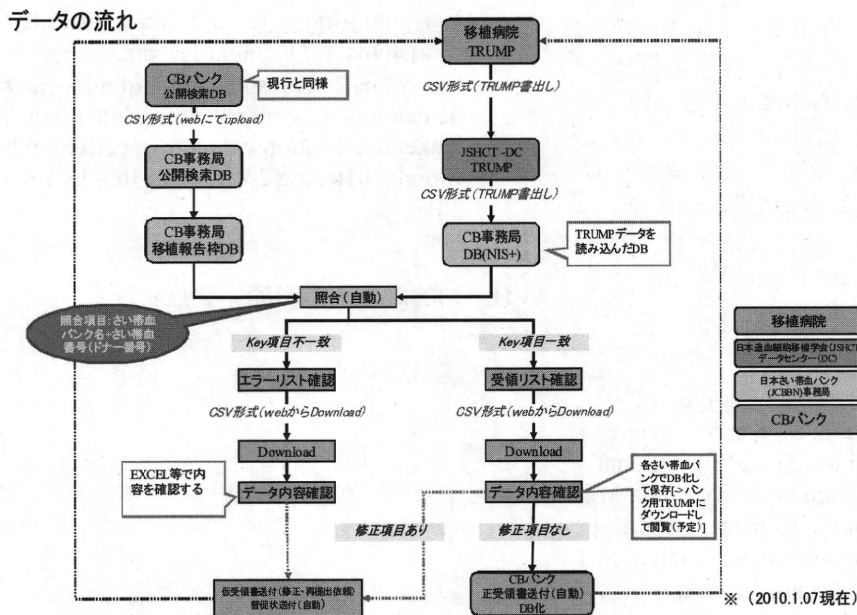 データの流れ
移植病院
TRUMP
CBバンク
公開検索DB
現行と同様
CSV形式(webにてupload)
CSV形式(TRUMP書出し)
CB事務局
公開検索DB
JSHCT-DC
TRUMP
CSV形式(TRUMP書出し)
CB事務局
移植報告枠DB
CB事務局
DB(NIS+)
TRUMPデータを
読み込んだDB
照合(自動)
照合項目:さい帯血
バンク名+さい帯血
番号(ドナー番号)
Key項目不一致
Key項目一致
エラーリスト確認
受領リスト確認
CSV形式(webからDownload)
CSV形式(webからDownload)
Download
Download
EXCEL等で内
容を確認する
データ内容確認
データ内容確認
各さい帯血バ
ンクでDB化し
て保存[->バン
ク用TRUMPに
ダウンロードし
て閲覧(予定)]
修正項目あり
修正項目なし
仮受領書送付(修正・再提出依頼)
督促状送付(自動)
CBバンク
正受領書送付(自動)
DB化
移植病院
日本造血細胞移植学会(JSHCT)
データセンター(DC)
日本さい帯血バンク
(JCBBN)事務局
CBバンク
※(2010.1.07現在)